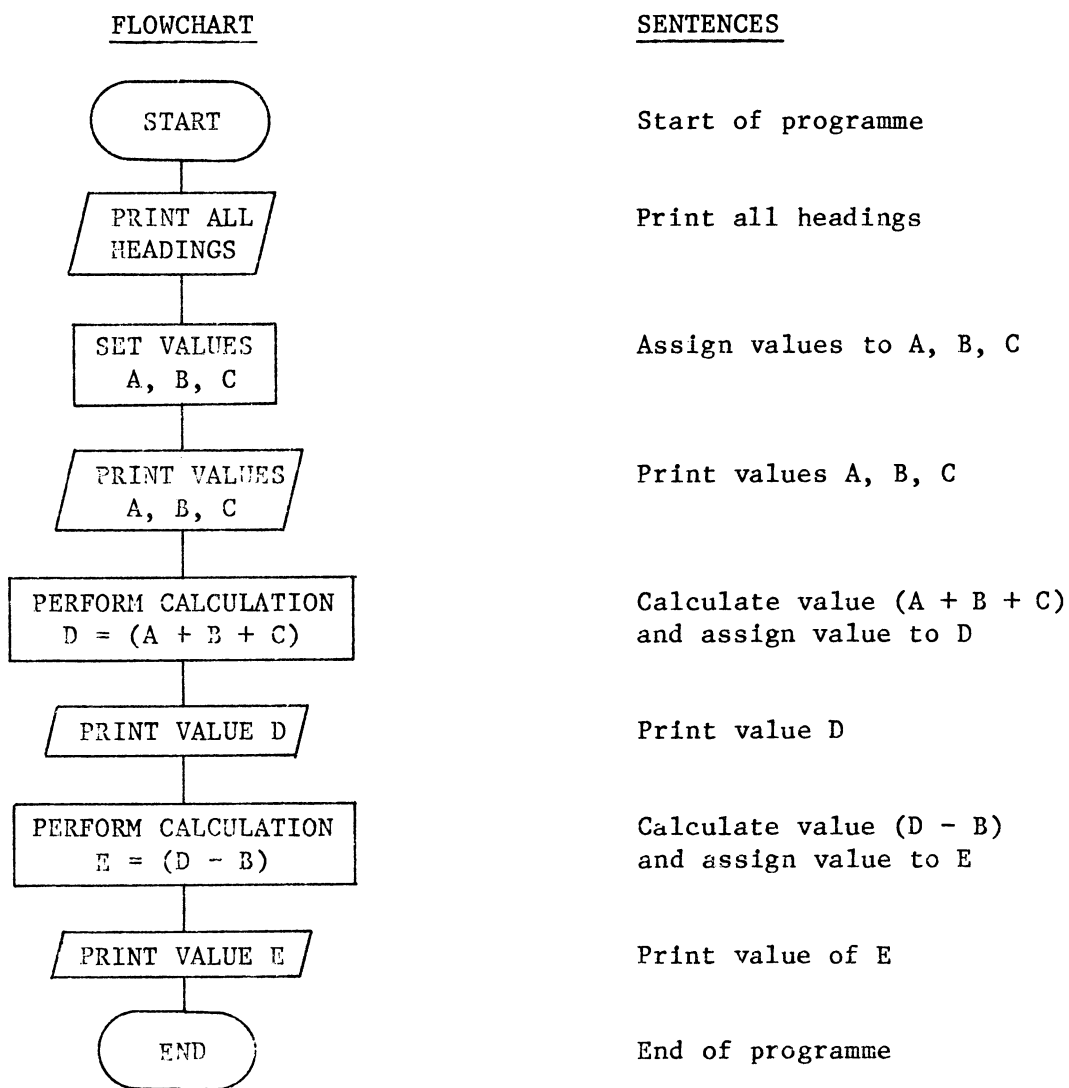 FLOWCHART
SENTENCES
START
Start of programme
PRINT ALL
HEADINGS
Print all headings
SET VALUES
A, B, C
Assign values to A, B, C
PRINT VALUES
A, B, C
Print values A, B, C
PERFORM CALCULATION
D = (A + B + C)
Calculate value (A + B + C)
and assign value to D
PRINT VALUE D
Print value D
PERFORM CALCULATION
E = (D - B)
Calculate value (D - B)
and assign value to E
PRINT VALUE E
Print value of E
END
End of programme